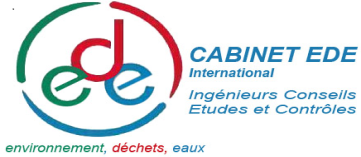 ede
CABINET EDE
International
Ingénieurs Conseils
Etudes et Contrôles
environnement, déchets, eaux